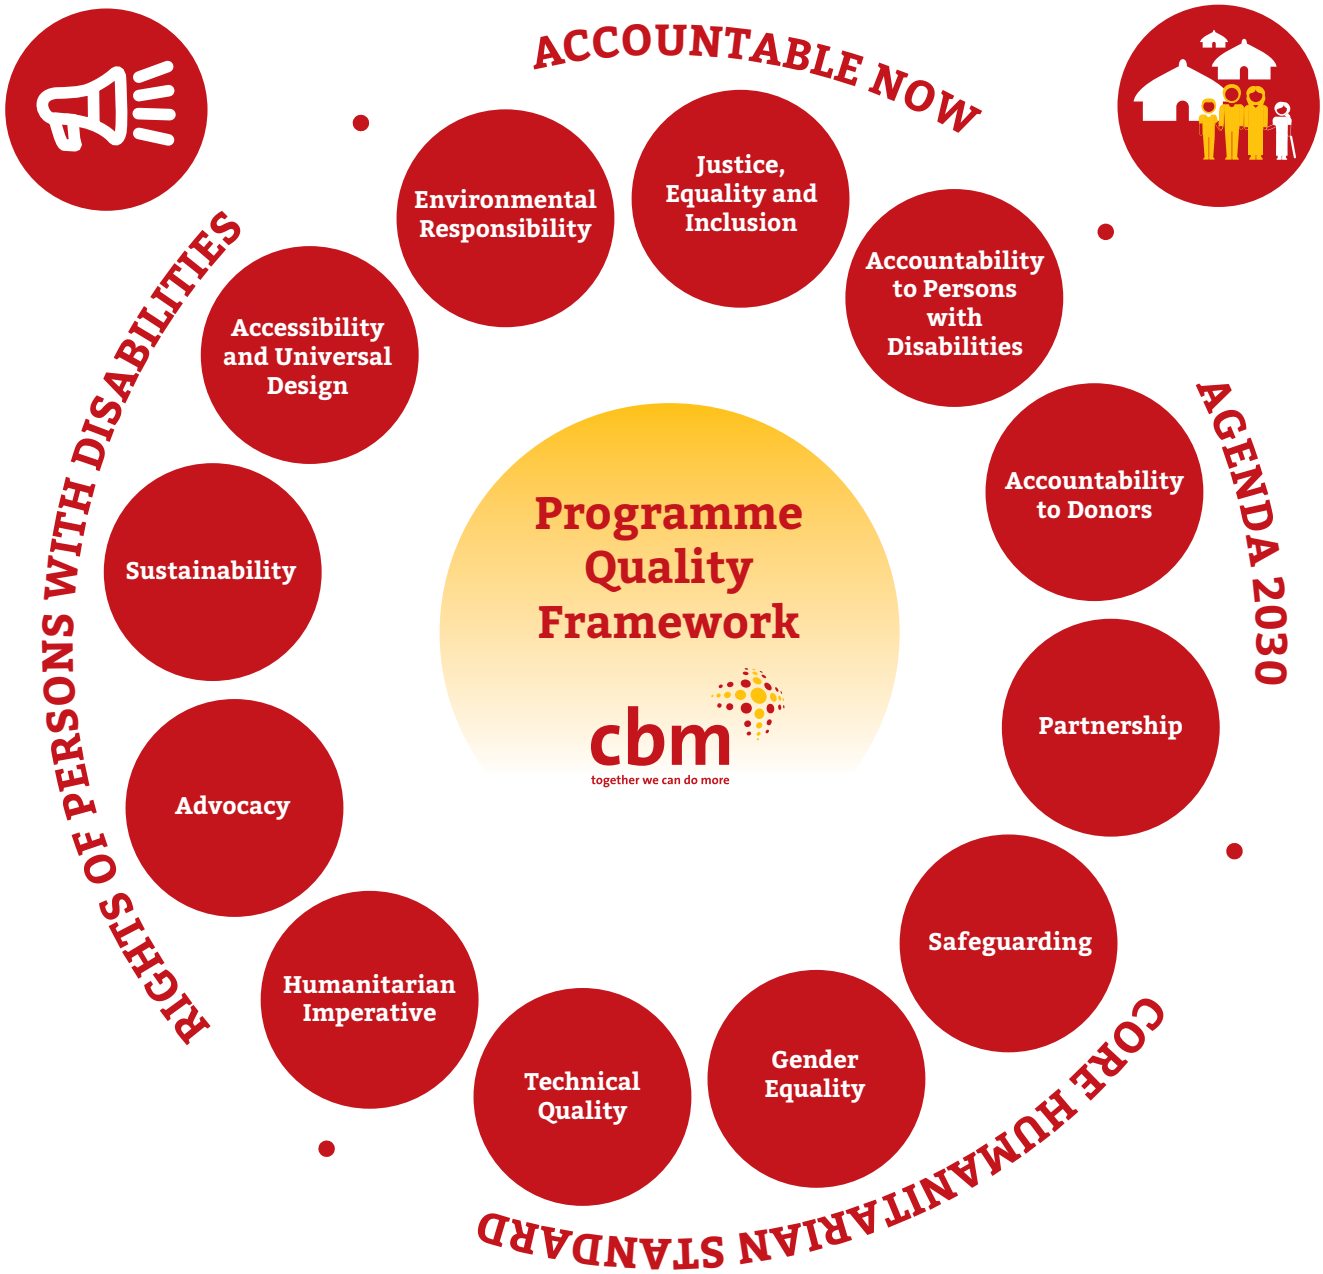 ACCOUNTABLE NOW
Environmental
Responsibility
Justice,
Equality and
Inclusion
Accountability
to Persons
with
Disabilities
Accountability
to Donors
AGENDA 2030
Partnership
Safeguarding
CORE HUMANITARIAN STANDARD
Gender
Equality
Technical
Quality
Humanitarian
Imperative
Advocacy
Sustainability
Accessibility
and Universal
Design
RIGHTS OF PERSONS WITH DISABILITIES
Programme
Quality
Framework
cbm
together we can do more